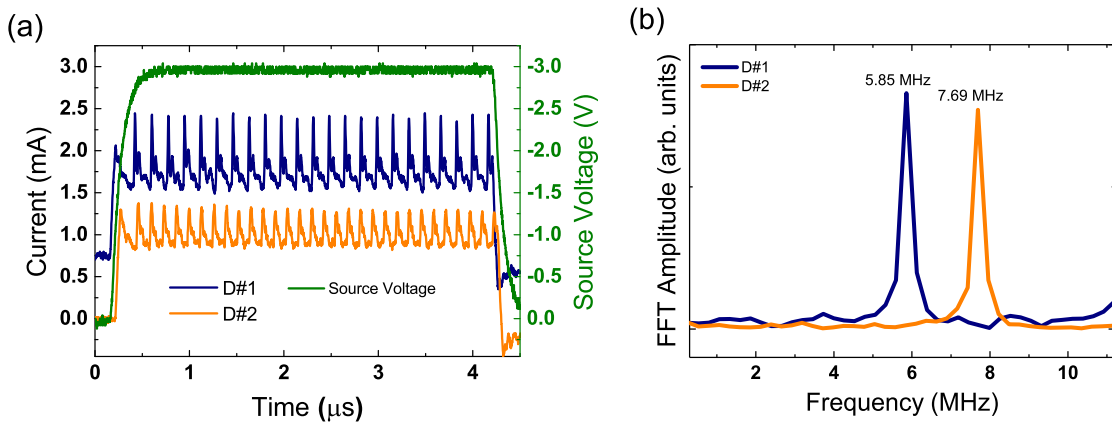 (a)
3.0
2.5
2.0
1.5
1.0
0.5
0.0
Current (mA)
-3.0
-2.5
-2.0
-1.5
-1.0
-0.5
0.0
Source Voltage (V)
D#1
Source Voltage
D#2
0 1 2 3 4
Time (μs)
(b)
D#1
D#2
5.85 MHz
7.69 MHz
FFT Amplitude (arb. units)
2 4 6 8 10
Frequency (MHz)